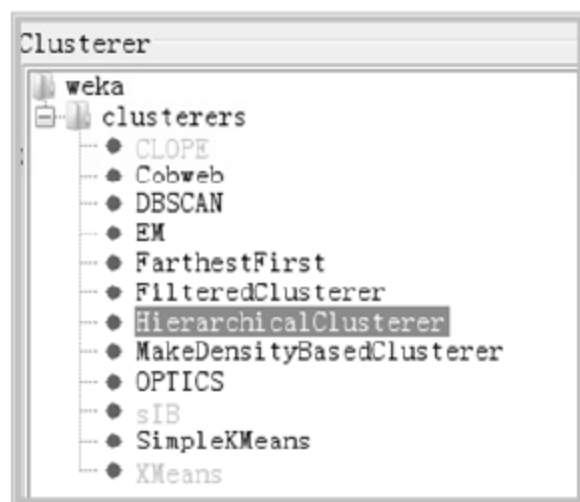 Clusterer
weka
clusterers
CLOPE
Cobweb
DBSCAN
EM
FarthestFirst
FilteredClusterer
HierarchicalClusterer
MakeDensityBasedClusterer
OPTICS
sIB
SimpleKMeans
XMeans